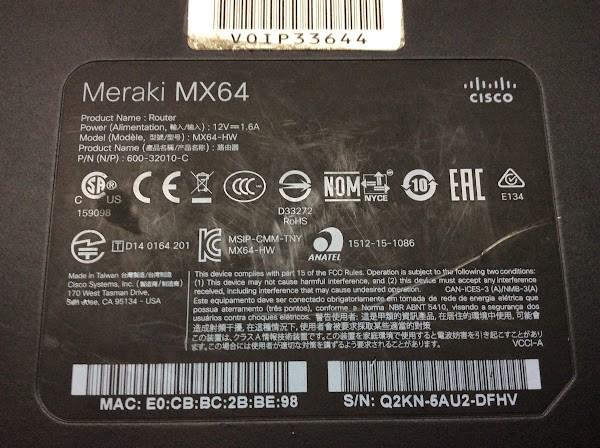 VOIP33644
Meraki MX64
CISCO
Product Name : Router
Power (Alimentation, 輸入/输入) : 12V⎓1.6A
Model (Modèle, 型號/型号) : MX64-HW
Product Name (產品名稱/产品名称) : 路由器
P/N (N/P) : 600-32010-C
C SA US
159098
CE
CCC
D33272
RoHS
NOM NYCE
10
EAC
E134
T D14 0164 201
MSIP-CMM-TNY
MX64-HW
ANATEL
1512-15-1086
Made in Taiwan 台灣製造/台湾制造
Cisco Systems, Inc.
170 West Tasman Drive,
San Jose, CA 95134 - USA
This device complies with part 15 of the FCC Rules. Operation is subject to the following two conditions:
(1) This device may not cause harmful interference, and (2) this device must accept any interference
received, including interference that may cause undesired operation. CAN-ICES-3 (A)/NMB-3(A)
Este equipamento deve ser conectado obrigatoriamente em tomada de rede de energia elétrica que
possua aterramento (três pinos), conforme a Norma NBR ABNT 5410, visando a segurança dos
usuários contra choques elétricos. 警告使用者: 這是甲類的資訊產品, 在居住的環境中使用, 可能會
造成射頻干擾, 在這種情況下, 使用者會被要求採取某些適當的對策
この装置は、クラスA情報技術装置です。この装置を家庭環境で使用すると電波妨害を引き起こすことがあり
ます。この場合には使用者が適切な対策を講ずるよう要求されることがあります。 VCCI-A
MAC: E0:CB:BC:2B:BE:98
S/N: Q2KN-5AU2-DFHV